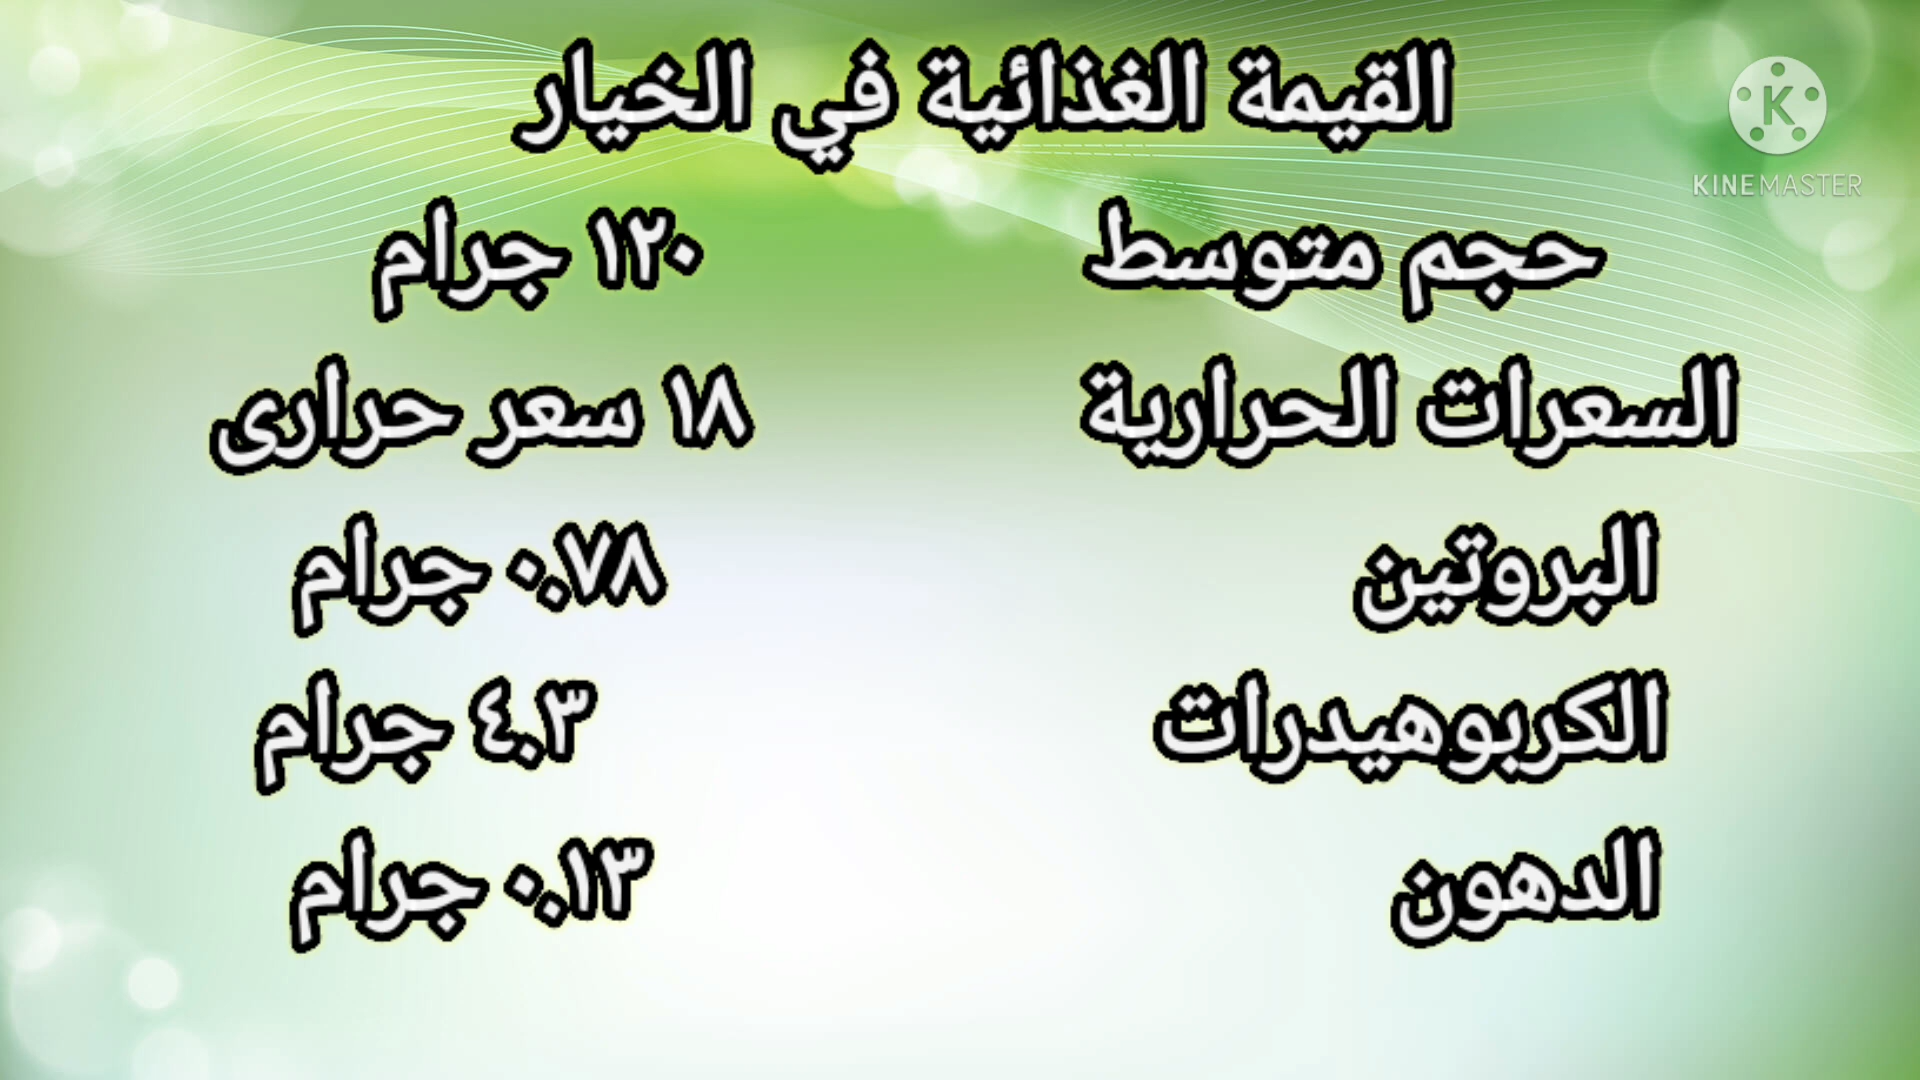 القيمة الغذائية في الخيار
KINEMASTER
حجم متوسط ١٢٠ جرام
السعرات الحرارية ١٨ سعر حرارى
البروتين ٠.٧٨ جرام
الكربوهيدرات ٤.٣ جرام
الدهون ٠.١٣ جرام